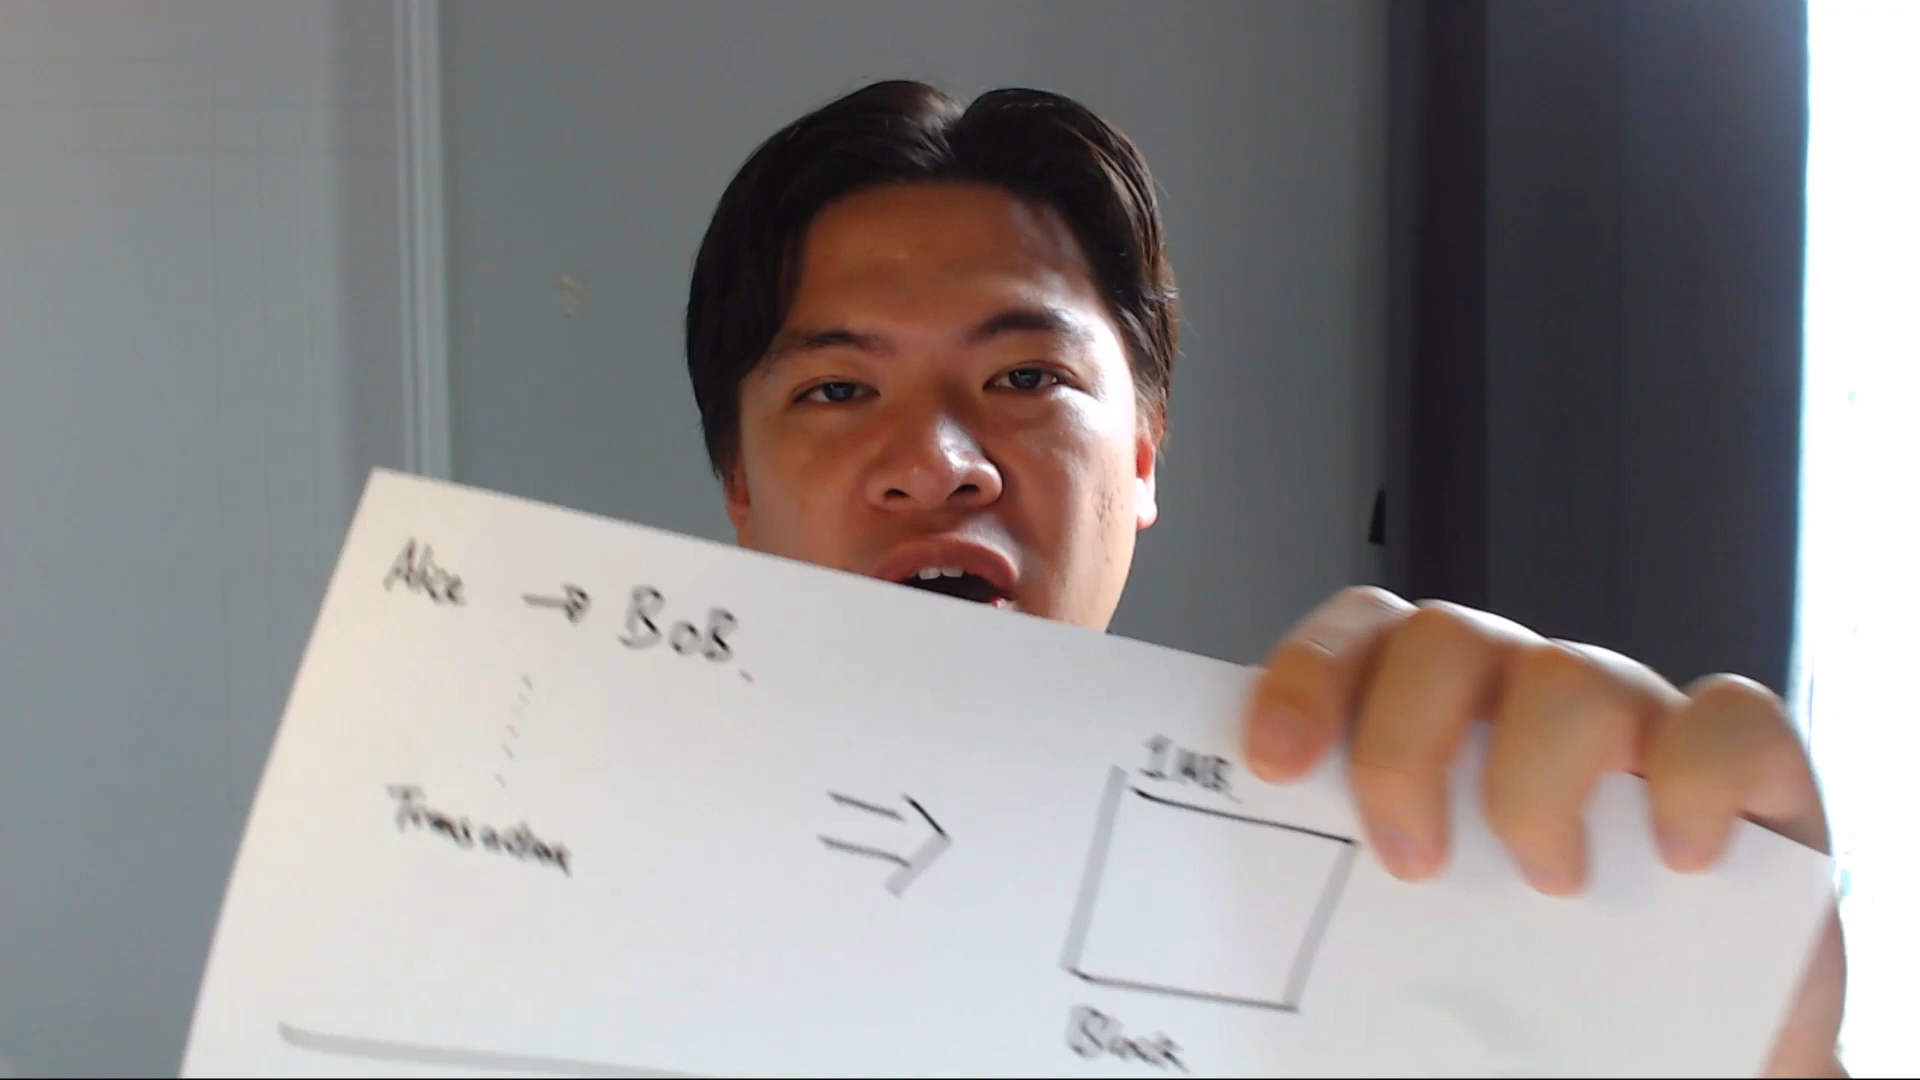 Alice → BoB.
Transaction
⇒
1MB
Block